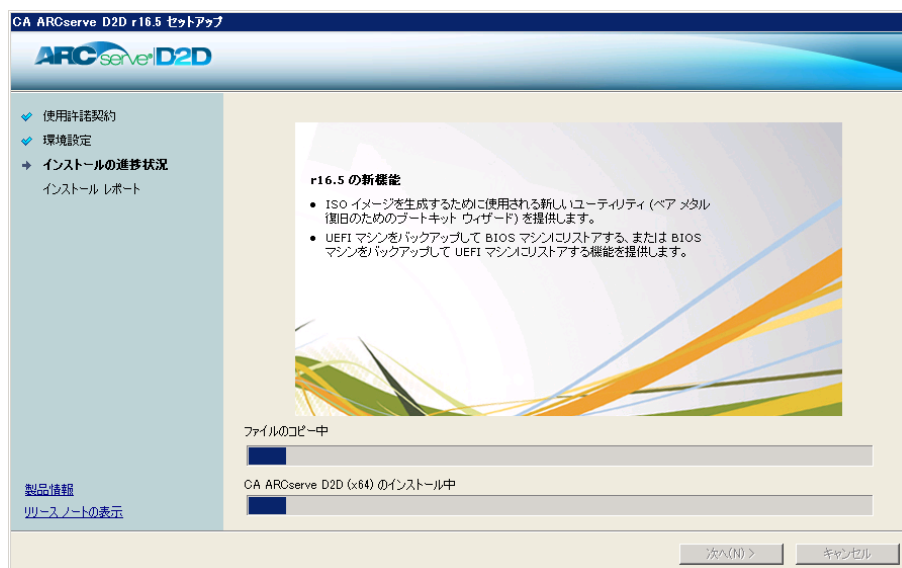 CA ARCserve D2D r16.5 セットアップ
ARCserve D2D
使用許諾契約
環境設定
インストールの進捗状況
インストール レポート
r16.5 の新機能
• ISO イメージを生成するために使用される新しいユーティリティ (ベア メタル
復旧のためのブートキット ウィザード) を提供します。
• UEFI マシンをバックアップして BIOS マシンにリストアする、または BIOS
マシンをバックアップして UEFI マシンにリストアする機能を提供します。
ファイルのコピー中
CA ARCserve D2D (x64) のインストール中
製品情報
リリース ノートの表示
次へ(N) >
キャンセル